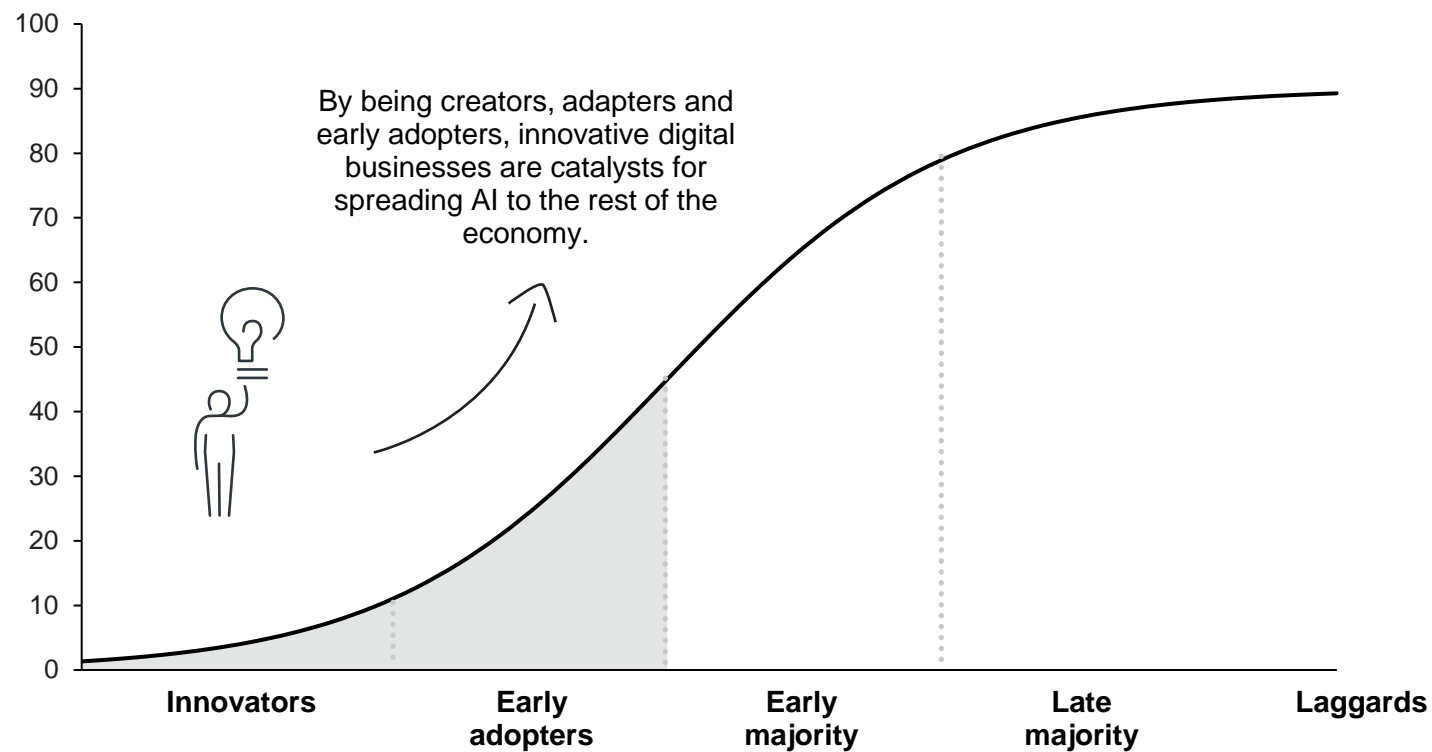 100
90
80
70
60
50
40
30
20
10
0
By being creators, adapters and
early adopters, innovative digital
businesses are catalysts for
spreading AI to the rest of the
economy.
Innovators
Early
adopters
Early
majority
Late
majority
Laggards